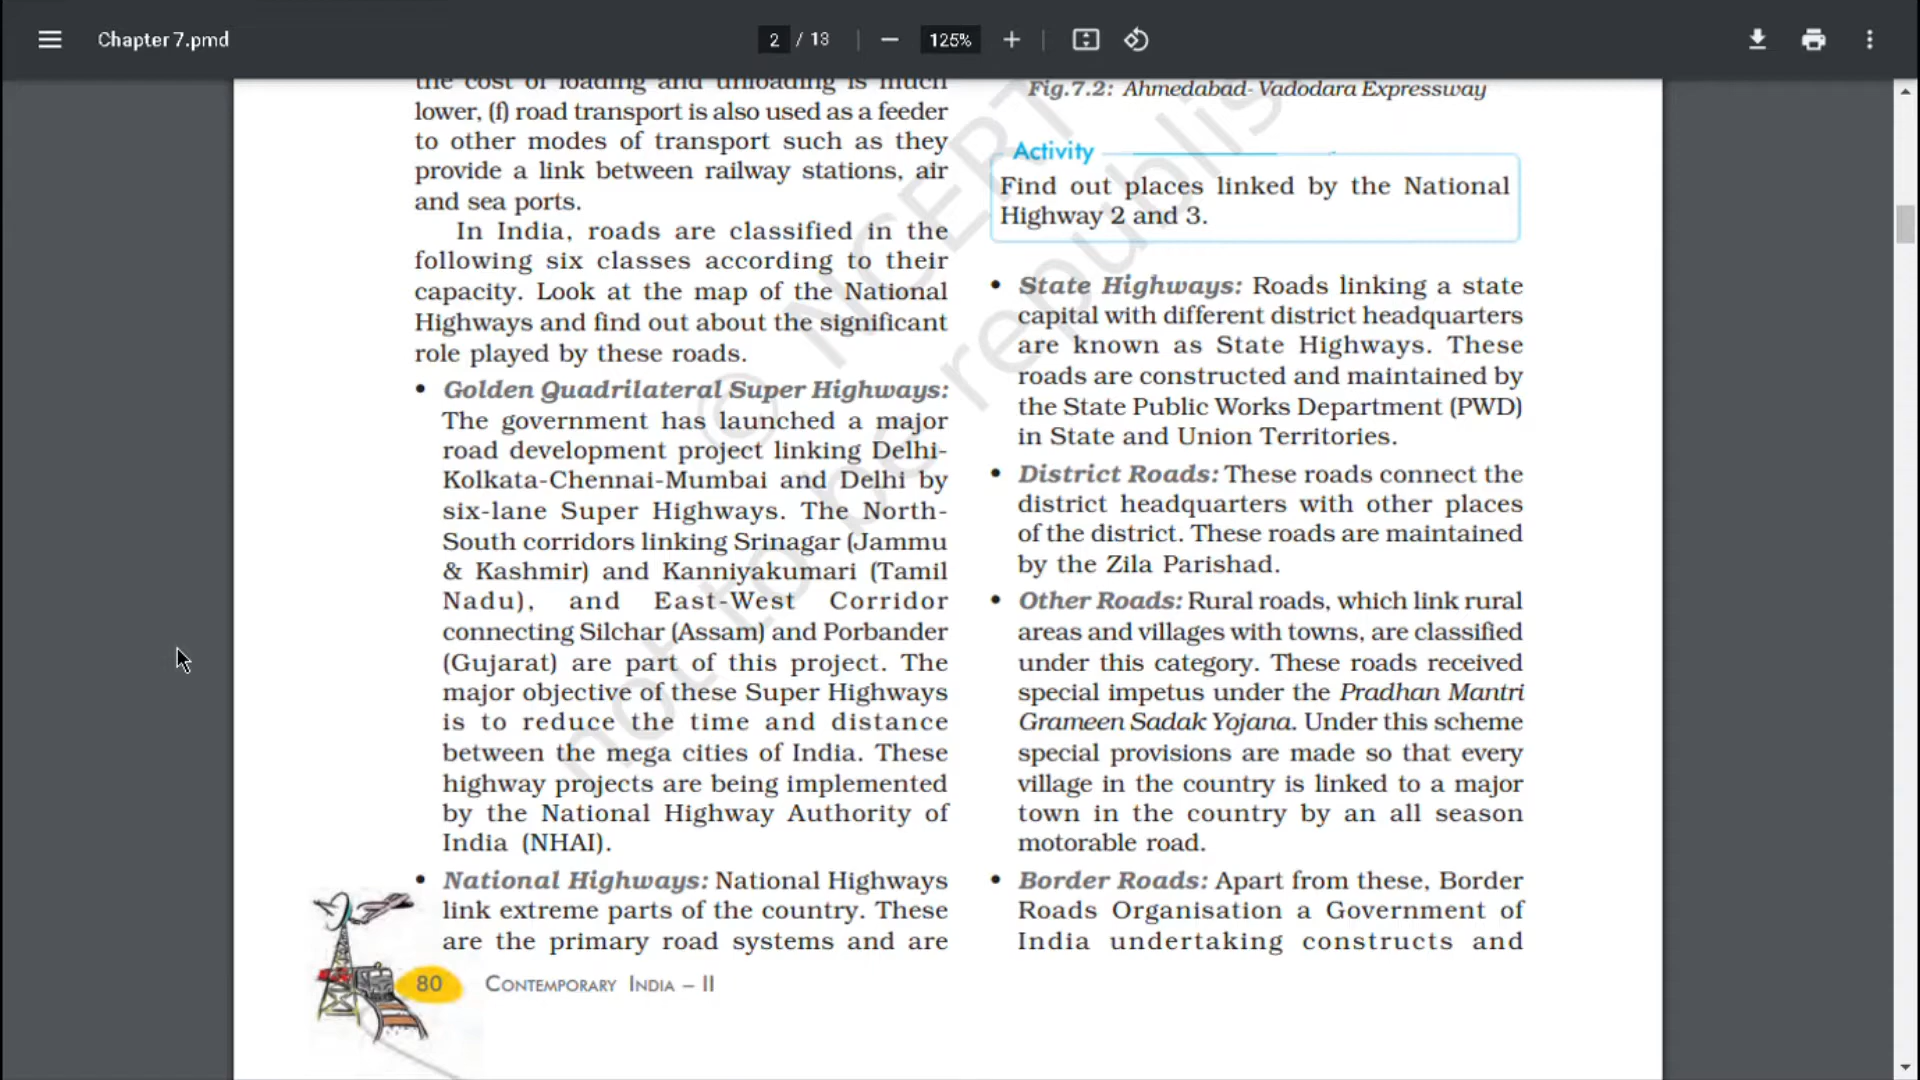 Chapter 7.pmd
2 / 13
125%
the cost of loading and unloading is much
lower, (f) road transport is also used as a feeder
to other modes of transport such as they
provide a link between railway stations, air
and sea ports.
In India, roads are classified in the
following six classes according to their
capacity. Look at the map of the National
Highways and find out about the significant
role played by these roads.
• Golden Quadrilateral Super Highways:
The government has launched a major
road development project linking Delhi-
Kolkata-Chennai-Mumbai and Delhi by
six-lane Super Highways. The North-
South corridors linking Srinagar (Jammu
& Kashmir) and Kanniyakumari (Tamil
Nadu), and East-West Corridor
connecting Silchar (Assam) and Porbander
(Gujarat) are part of this project. The
major objective of these Super Highways
is to reduce the time and distance
between the mega cities of India. These
highway projects are being implemented
by the National Highway Authority of
India (NHAI).
• National Highways: National Highways
link extreme parts of the country. These
are the primary road systems and are
Fig.7.2: Ahmedabad- Vadodara Expressway
Activity
Find out places linked by the National
Highway 2 and 3.
• State Highways: Roads linking a state
capital with different district headquarters
are known as State Highways. These
roads are constructed and maintained by
the State Public Works Department (PWD)
in State and Union Territories.
• District Roads: These roads connect the
district headquarters with other places
of the district. These roads are maintained
by the Zila Parishad.
• Other Roads: Rural roads, which link rural
areas and villages with towns, are classified
under this category. These roads received
special impetus under the Pradhan Mantri
Grameen Sadak Yojana. Under this scheme
special provisions are made so that every
village in the country is linked to a major
town in the country by an all season
motorable road.
• Border Roads: Apart from these, Border
Roads Organisation a Government of
India undertaking constructs and
80 Contemporary India – II
© NCERT
not to be republis